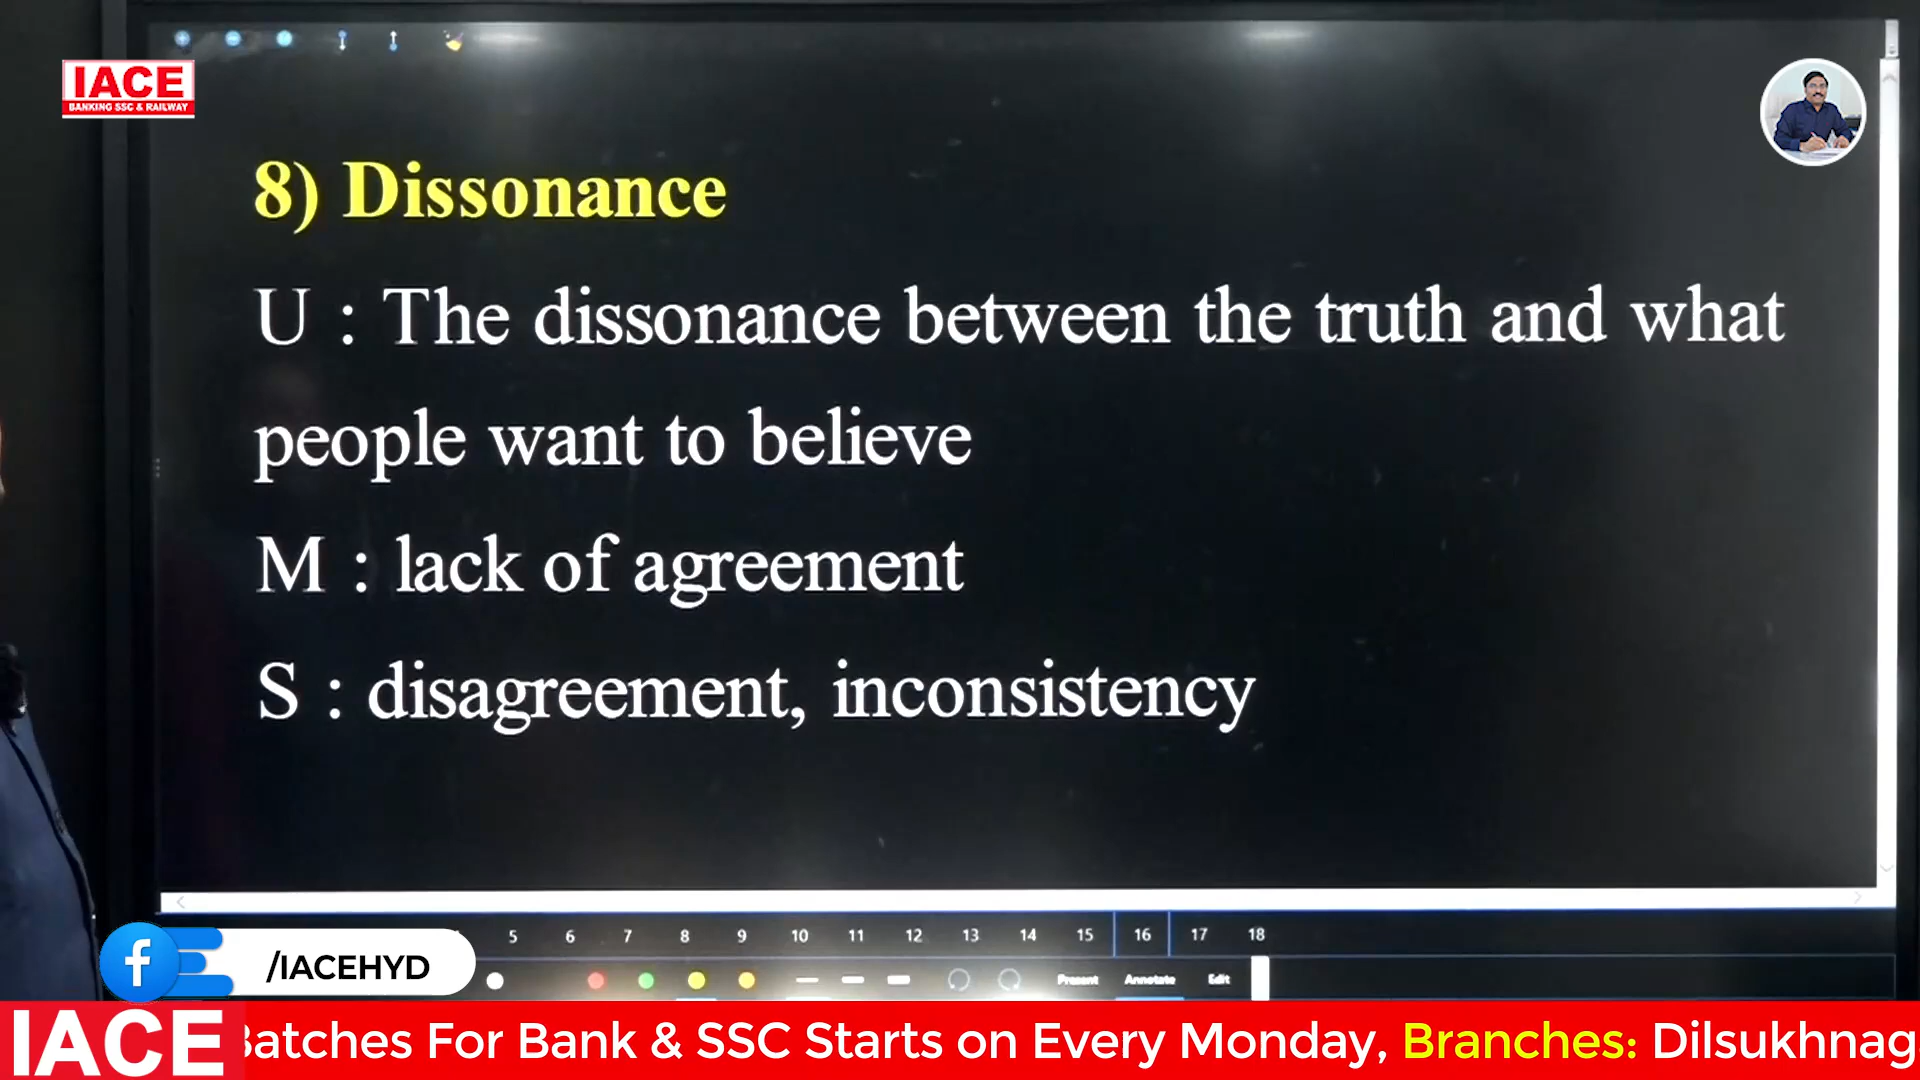 IACE
BANKING SSC & RAILWAY
8) Dissonance
U : The dissonance between the truth and what
people want to believe
M : lack of agreement
S : disagreement, inconsistency
5 6 7 8 9 10 11 12 13 14 15 16 17 18
/IACEHYD
Present Annotate Edit
IACE Batches For Bank & SSC Starts on Every Monday, Branches: Dilsukhnag